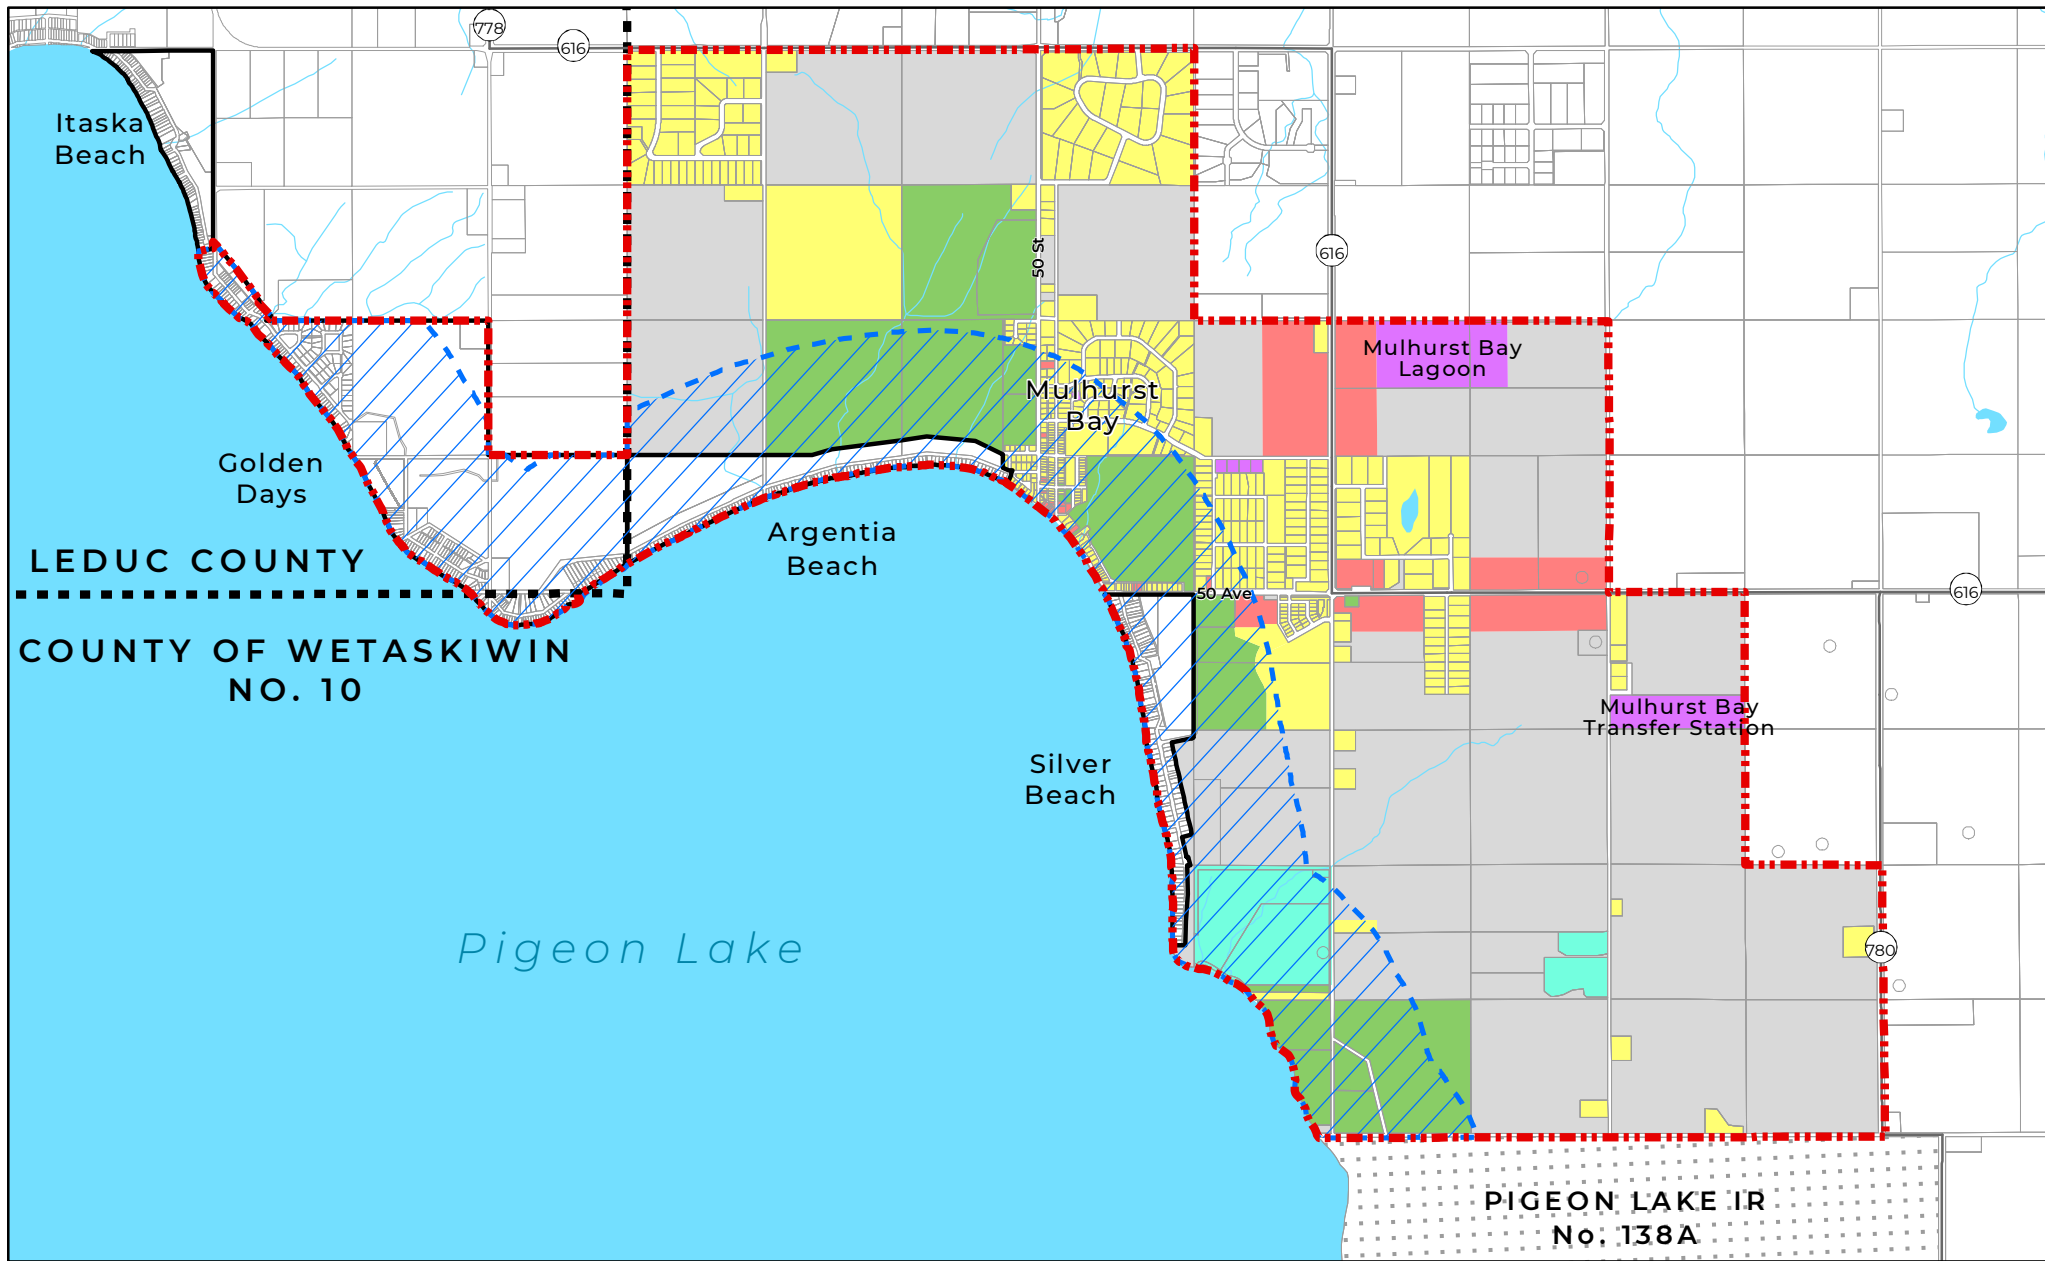 778
616
Itaska
Beach
50 St
616
Mulhurst Bay
Lagoon
Mulhurst
Bay
Golden
Days
Argentia
Beach
LEDUC COUNTY
50 Ave
616
COUNTY OF WETASKIWIN
NO. 10
Mulhurst Bay
Transfer Station
Silver
Beach
Pigeon Lake
780
PIGEON LAKE IR
No. 138A